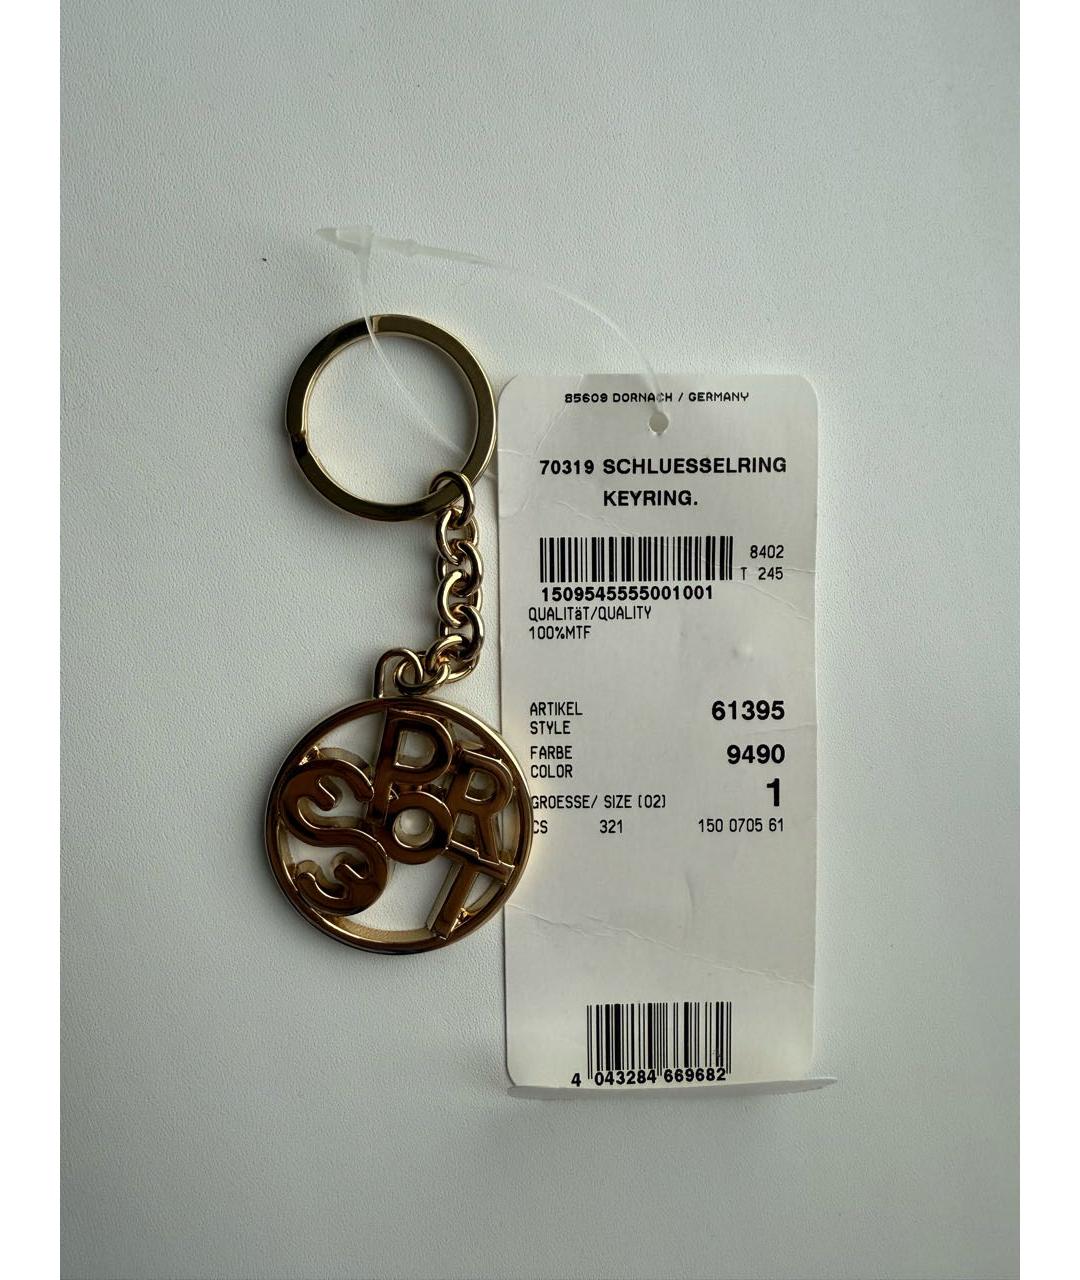 SPORT
85609 DORNACH / GERMANY
70319 SCHLUESSELRING
KEYRING.
8402
T 245
1509545555001001
QUALITäT/QUALITY
100%MTF
ARTIKEL 61395
STYLE
FARBE 9490
COLOR
GROESSE/ SIZE (02) 1
CS 321 150 0705 61
4 043284 669682